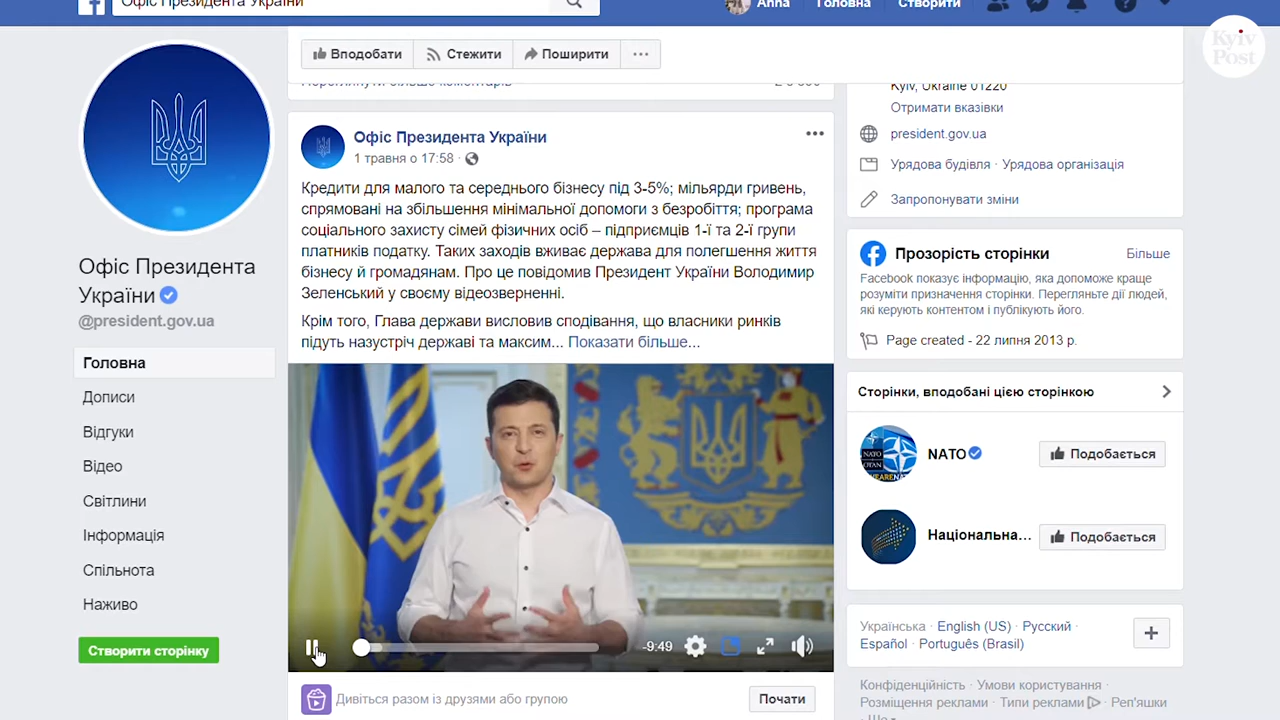 Офіс Президента України
Anna
Головна
Створити
Kyiv
Post
Вподобати
Стежити
Поширити
Переглянути більше коментарів
Kyiv, Ukraine 01220
Отримати вказівки
president.gov.ua
Урядова будівля · Урядова організація
Запропонувати зміни
Офіс Президента України
1 травня о 17:58 ·
Кредити для малого та середнього бізнесу під 3-5%; мільярди гривень,
спрямовані на збільшення мінімальної допомоги з безробіття; програма
соціального захисту сімей фізичних осіб – підприємців 1-ї та 2-ї групи
платників податку. Таких заходів вживає держава для полегшення життя
бізнесу й громадянам. Про це повідомив Президент України Володимир
Зеленський у своєму відеозверненні.
Крім того, Глава держави висловив сподівання, що власники ринків
підуть назустріч державі та максим... Показати більше...
Офіс Президента
України
@president.gov.ua
Головна
Дописи
Відгуки
Відео
Світлини
Інформація
Спільнота
Наживо
Створити сторінку
-9:49
Дивіться разом із друзями або групою
Почати
Прозорість сторінки
Більше
Facebook показує інформацію, яка допоможе краще
розуміти призначення сторінки. Перегляньте дії людей,
які керують контентом і публікують його.
Page created - 22 липня 2013 р.
Сторінки, вподобані цією сторінкою
NATO
OTAN
NATO
Подобається
Національна...
Подобається
Українська · English (US) · Русский ·
Español · Português (Brasil)
Конфіденційність · Умови користування ·
Розміщення реклами · Типи реклами · Реп'яшки
· Ще